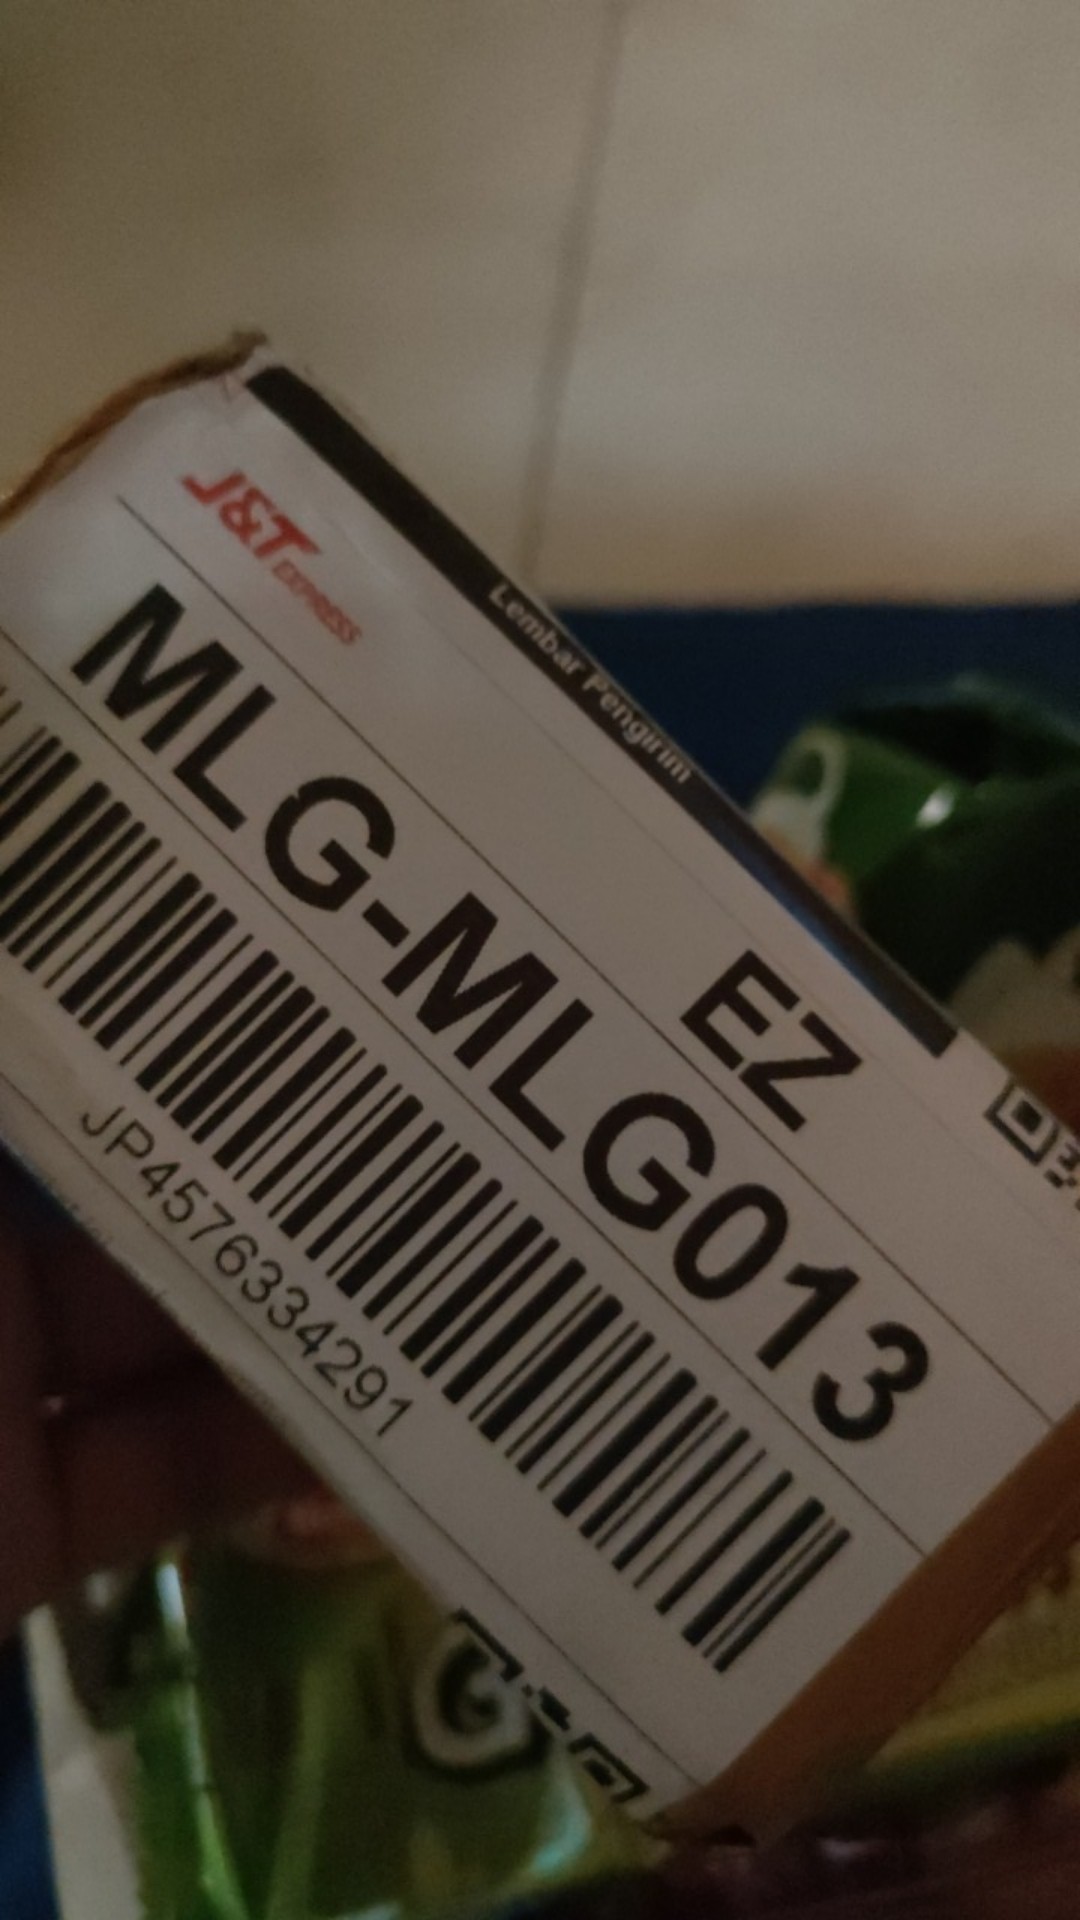 Lembar Pengirim
J&T EXPRESS
EZ
MLG-MLG013
JP4576334291